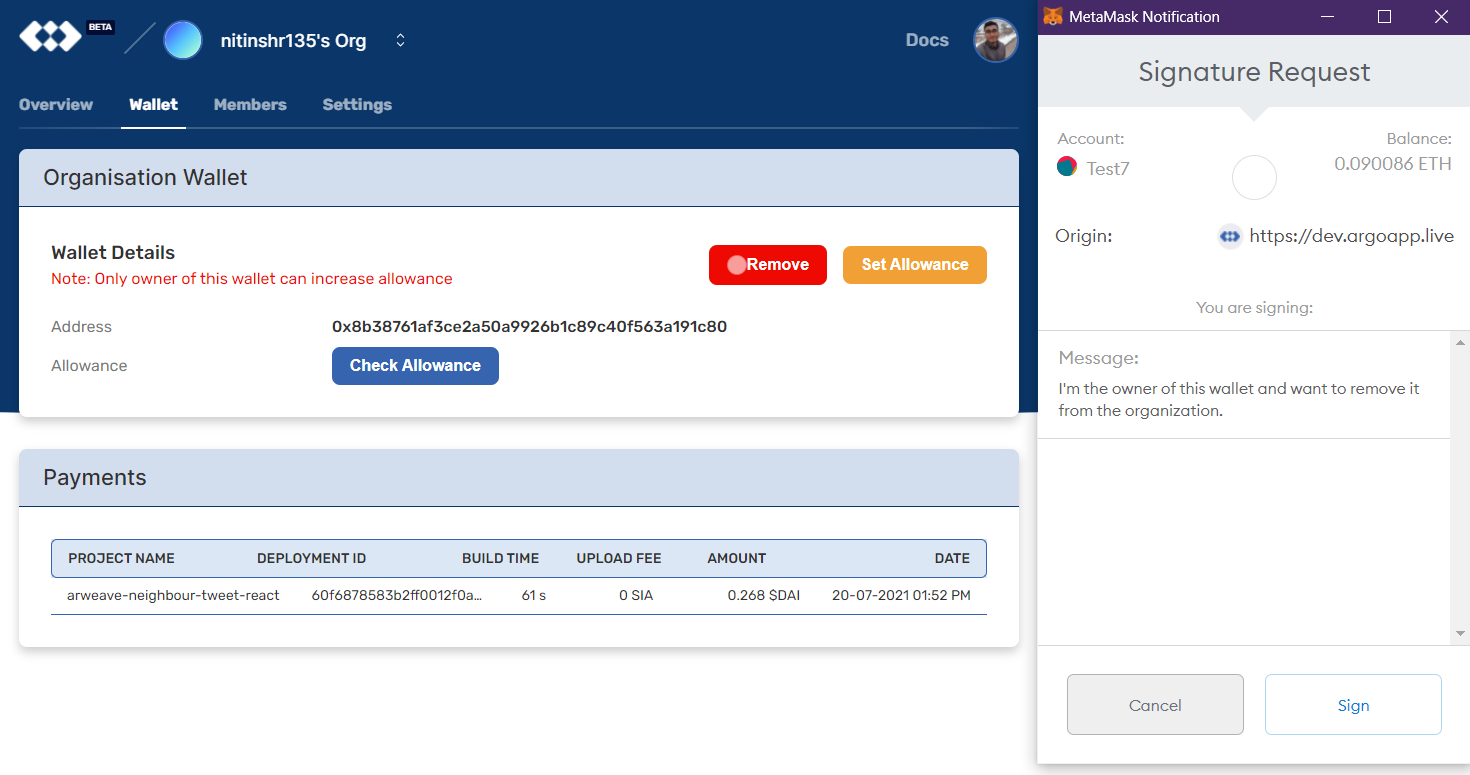 BETA
nitinshr135's Org
Docs
Overview Wallet Members Settings
Organisation Wallet
Wallet Details
Note: Only owner of this wallet can increase allowance
Remove
Set Allowance
Address 0x8b38761af3ce2a50a9926b1c89c40f563a191c80
Allowance Check Allowance
Payments
PROJECT NAME DEPLOYMENT ID BUILD TIME UPLOAD FEE AMOUNT DATE
arweave-neighbour-tweet-react 60f6878583b2ff0012f0a... 61 s 0 SIA 0.268 $DAI 20-07-2021 01:52 PM
MetaMask Notification
Signature Request
Account: Balance:
Test7 0.090086 ETH
Origin: https://dev.argoapp.live
You are signing:
Message:
I'm the owner of this wallet and want to remove it
from the organization.
Cancel Sign